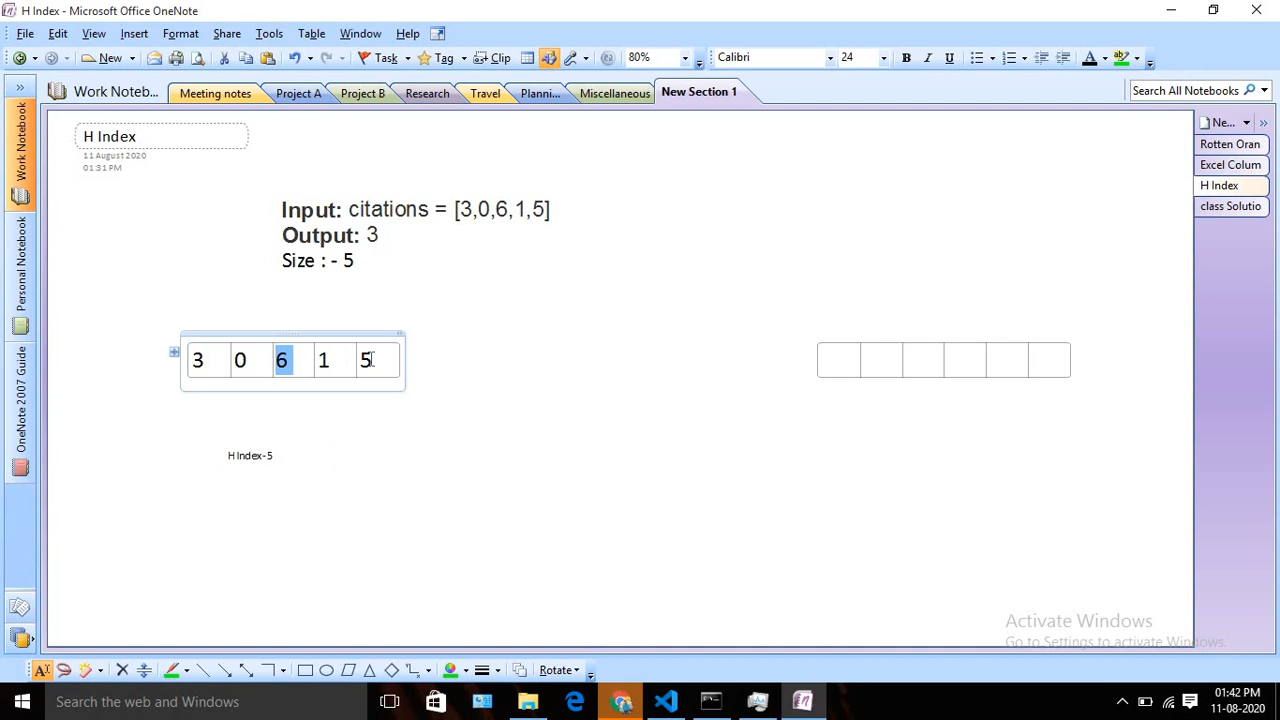 H Index - Microsoft Office OneNote
File Edit View Insert Format Share Tools Table Window Help
New Task Tag Clip 80% Calibri 24 B I U A ab
Work Noteb... Meeting notes Project A Project B Research Travel Planni... Miscellaneous New Section 1 Search All Notebooks
Work Notebook
Personal Notebook
OneNote 2007 Guide
Ne...
Rotten Oran
Excel Colum
H Index
class Solutio
H Index
11 August 2020
01:31 PM
Input: citations = [3,0,6,1,5]
Output: 3
Size : - 5
3 0 6 1 5
H Index-5
Activate Windows
Go to Settings to activate Windows.
A Rotate
Search the web and Windows
01:42 PM
11-08-2020